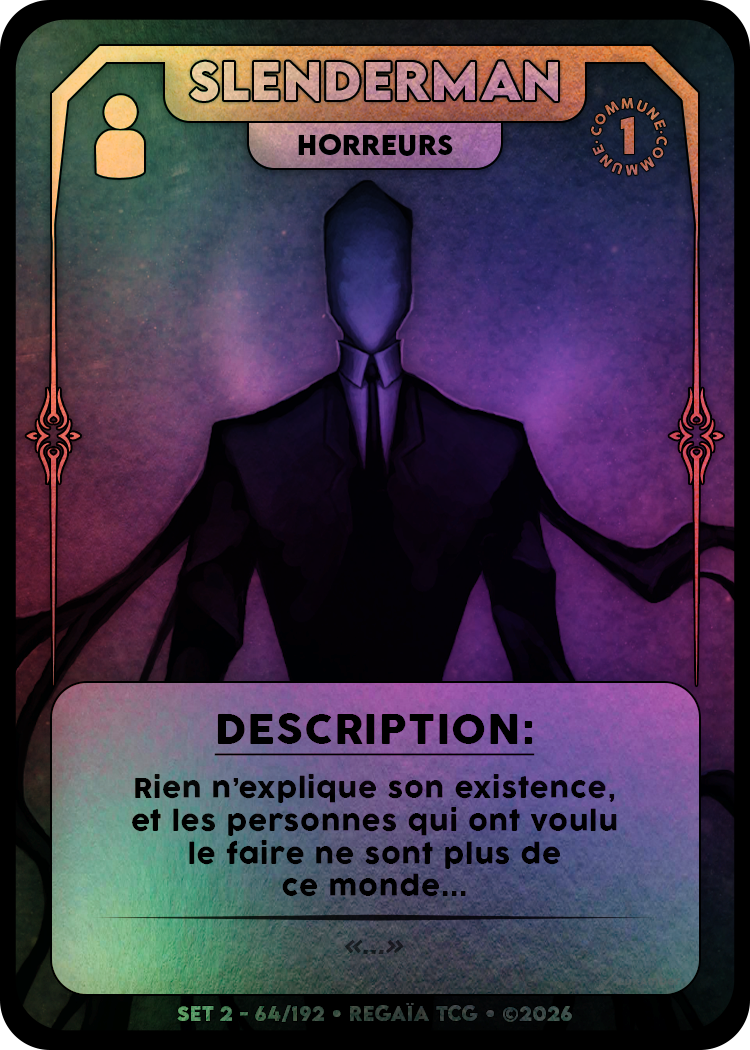 SLENDERMAN
HORREURS
COMMUNE·COMMUNE·
1
DESCRIPTION:
Rien n'explique son existence,
et les personnes qui ont voulu
le faire ne sont plus de
ce monde...
«...»
SET 2 - 64/192 • REGAÏA TCG • ©2026